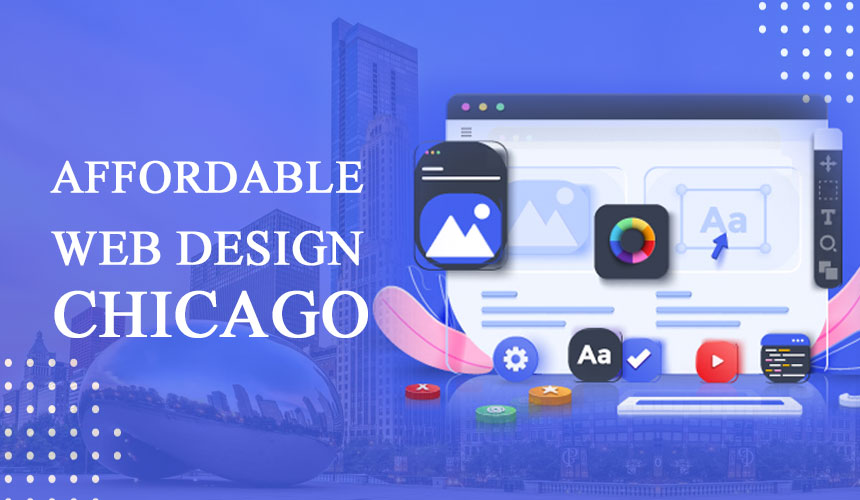 AFFORDABLE
WEB DESIGN
CHICAGO
Aa
T
Aa